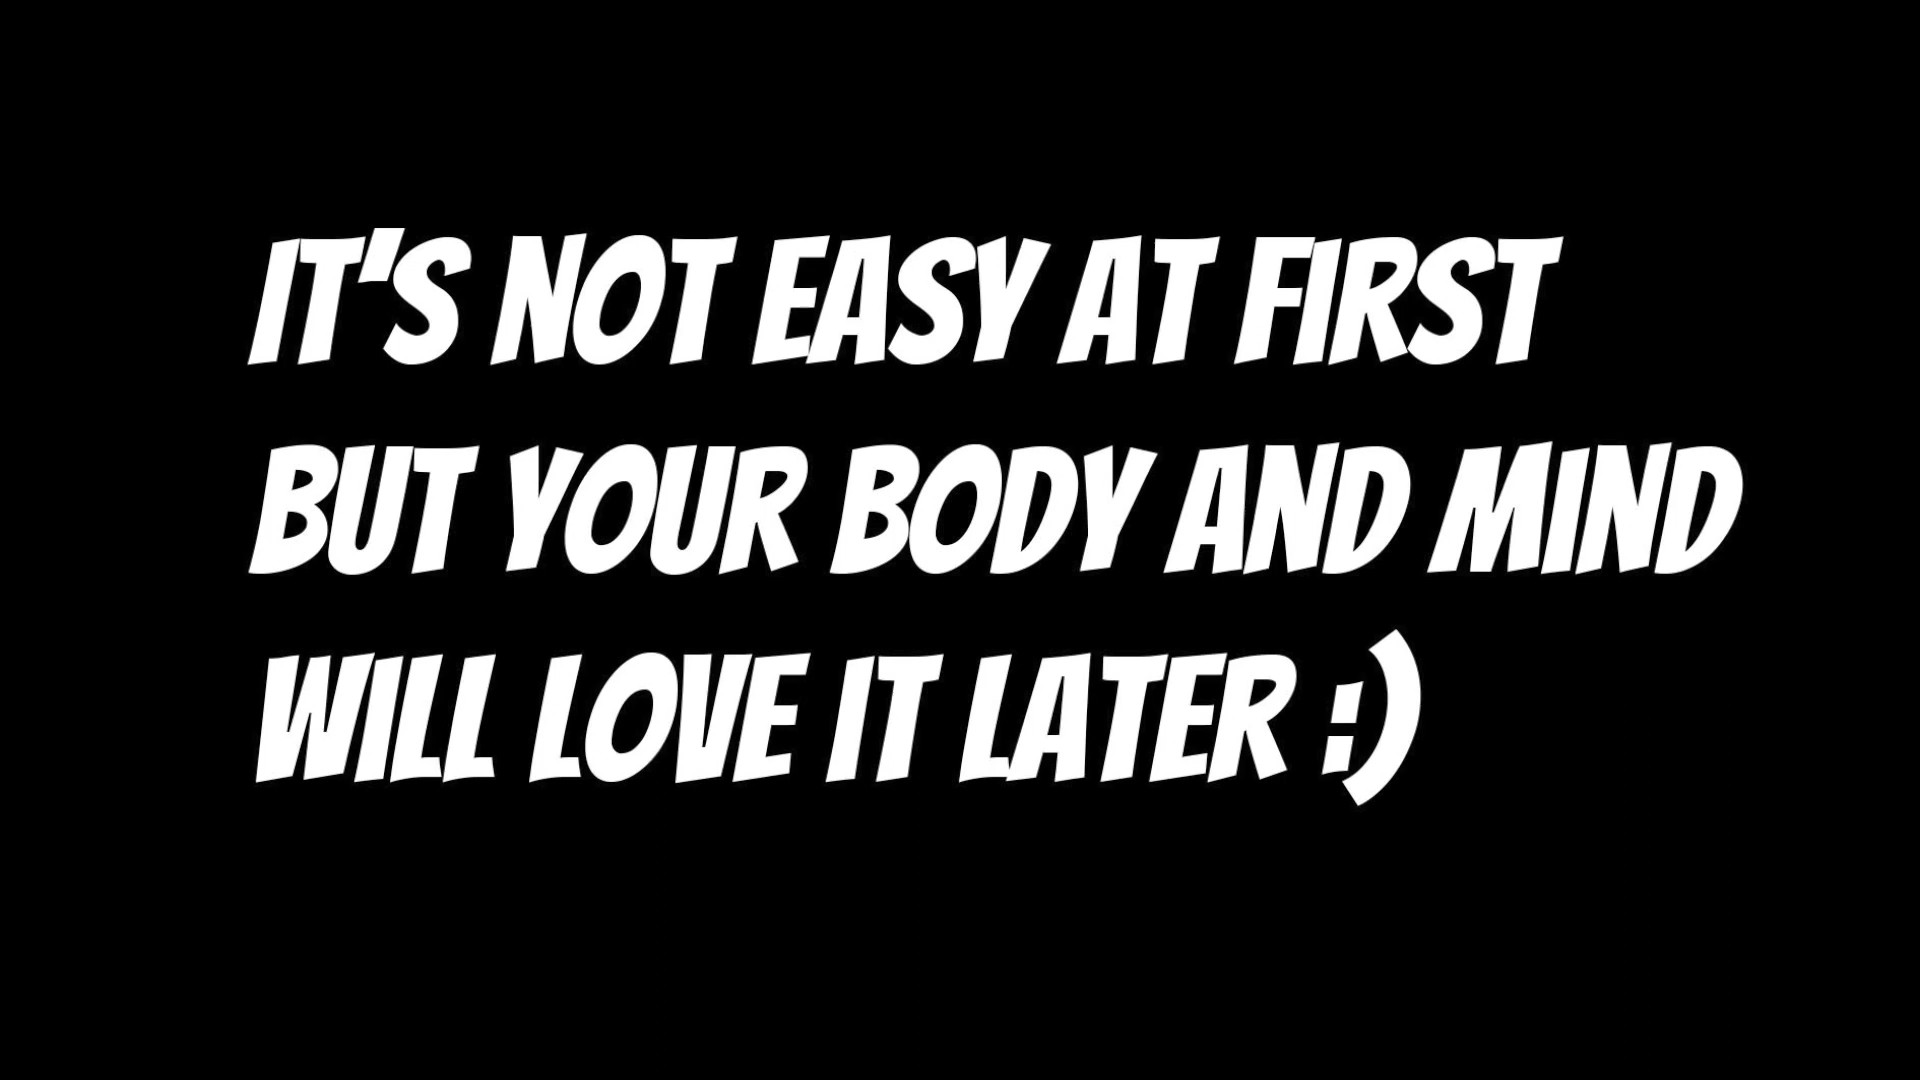 IT'S NOT EASY AT FIRST
BUT YOUR BODY AND MIND
WILL LOVE IT LATER :)